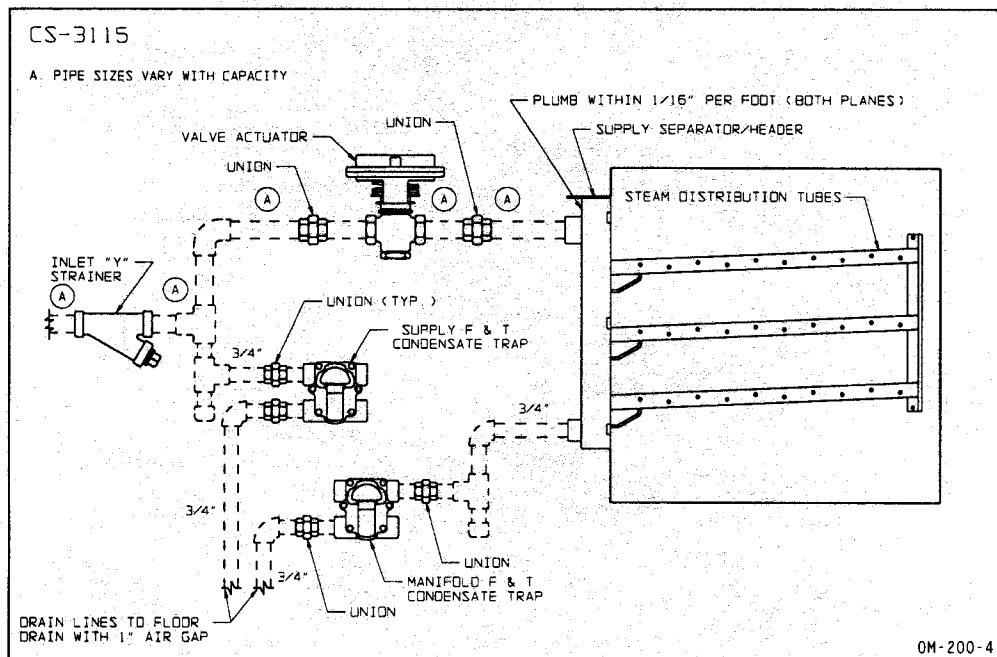 CS-3115
A. PIPE SIZES VARY WITH CAPACITY
PLUMB WITHIN 1/16" PER FOOT (BOTH PLANES)
UNION
SUPPLY SEPARATOR/HEADER
VALVE ACTUATOR
UNION
A
A
A
STEAM DISTRIBUTION TUBES
INLET "Y"
STRAINER
A
A
UNION (TYP.)
SUPPLY F & T
CONDENSATE TRAP
3/4"
3/4"
3/4"
UNION
3/4"
MANIFOLD F & T
CONDENSATE TRAP
UNION
DRAIN LINES TO FLOOR
DRAIN WITH 1" AIR GAP
OM-200-4